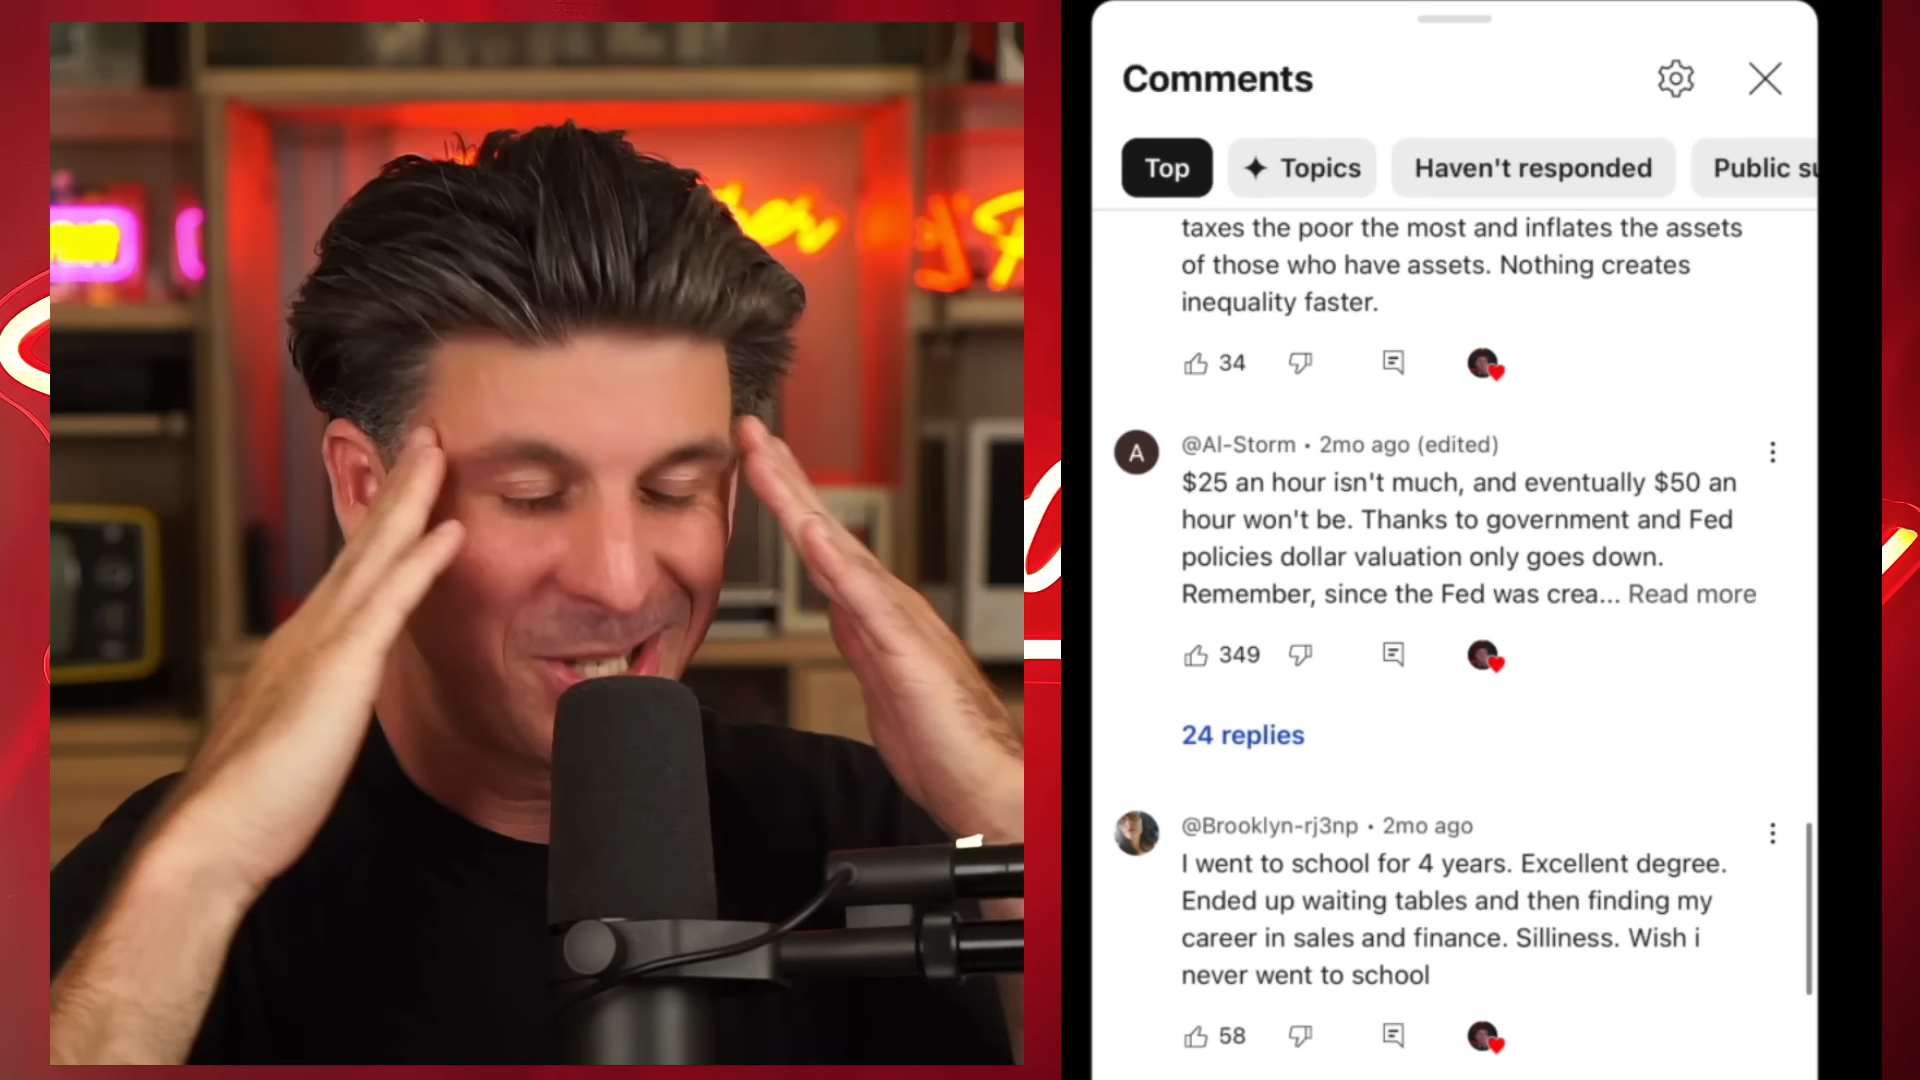 Comments
Top
Topics
Haven't responded
Public su
taxes the poor the most and inflates the assets
of those who have assets. Nothing creates
inequality faster.
34
A
@Al-Storm • 2mo ago (edited)
$25 an hour isn't much, and eventually $50 an
hour won't be. Thanks to government and Fed
policies dollar valuation only goes down.
Remember, since the Fed was crea... Read more
349
24 replies
@Brooklyn-rj3np • 2mo ago
I went to school for 4 years. Excellent degree.
Ended up waiting tables and then finding my
career in sales and finance. Silliness. Wish i
never went to school
58